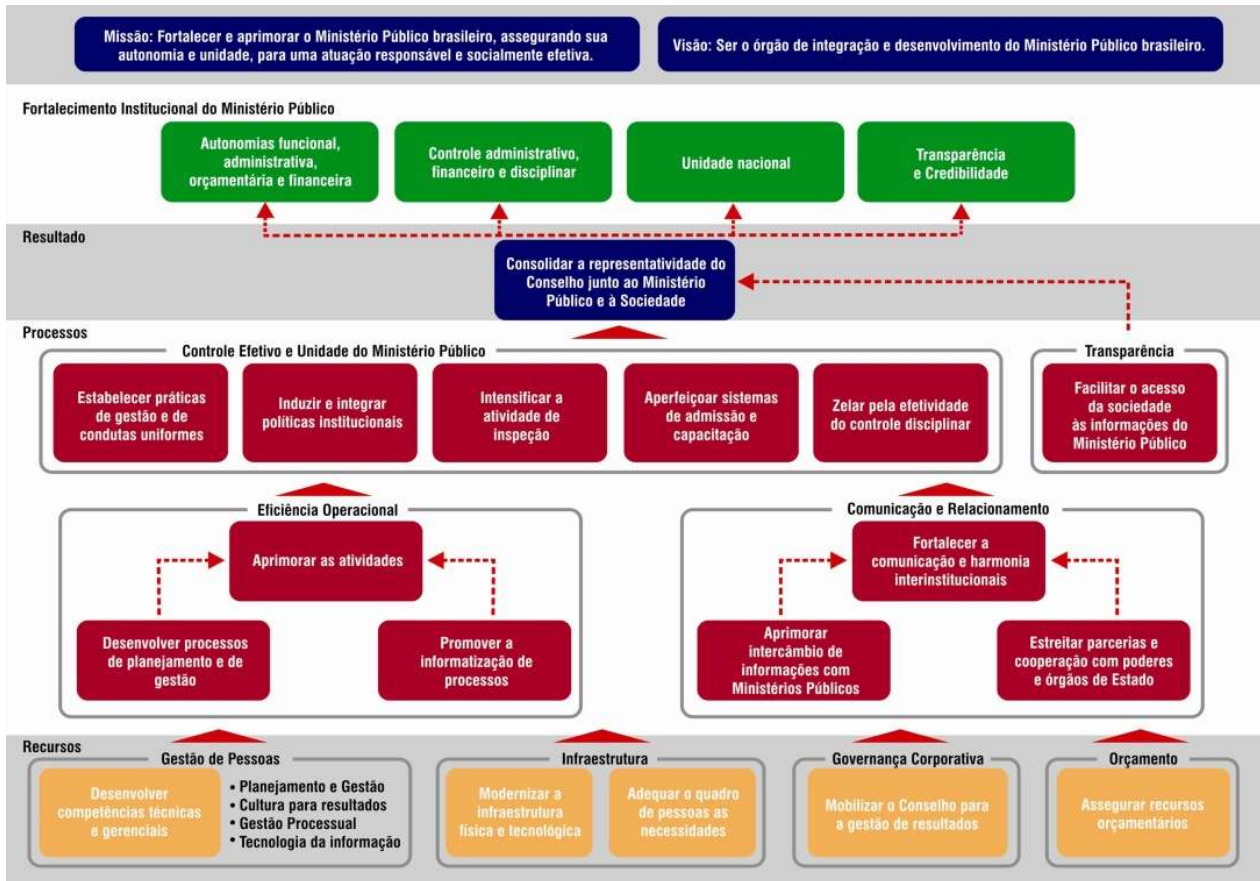 Missão: Fortalecer e aprimorar o Ministério Público brasileiro, assegurando sua
autonomia e unidade, para uma atuação responsável e socialmente efetiva.
Visão: Ser o órgão de integração e desenvolvimento do Ministério Público brasileiro.
Fortalecimento Institucional do Ministério Público
Autonomias funcional,
administrativa,
orçamentária e financeira
Controle administrativo,
financeiro e disciplinar
Unidade nacional
Transparência
e Credibilidade
Resultado
Consolidar a representatividade do
Conselho junto ao Ministério
Público e à Sociedade
Processos
Controle Efetivo e Unidade do Ministério Público
Estabelecer práticas
de gestão e de
condutas uniformes
Induzir e integrar
políticas institucionais
Intensificar a
atividade de
inspeção
Aperfeiçoar sistemas
de admissão e
capacitação
Zelar pela efetividade
do controle disciplinar
Transparência
Facilitar o acesso
da sociedade
às informações do
Ministério Público
Eficiência Operacional
Aprimorar as atividades
Desenvolver processos
de planejamento e de
gestão
Promover a
informatização de
processos
Comunicação e Relacionamento
Fortalecer a
comunicação e harmonia
interinstitucionais
Aprimorar
intercâmbio de
informações com
Ministérios Públicos
Estreitar parcerias e
cooperação com poderes
e órgãos de Estado
Recursos
Gestão de Pessoas
Desenvolver
competências técnicas
e gerenciais
• Planejamento e Gestão
• Cultura para resultados
• Gestão Processual
• Tecnologia da informação
Infraestrutura
Modernizar a
infraestrutura
física e tecnológica
Adequar o quadro
de pessoas as
necessidades
Governança Corporativa
Mobilizar o Conselho para
a gestão de resultados
Orçamento
Assegurar recursos
orçamentários